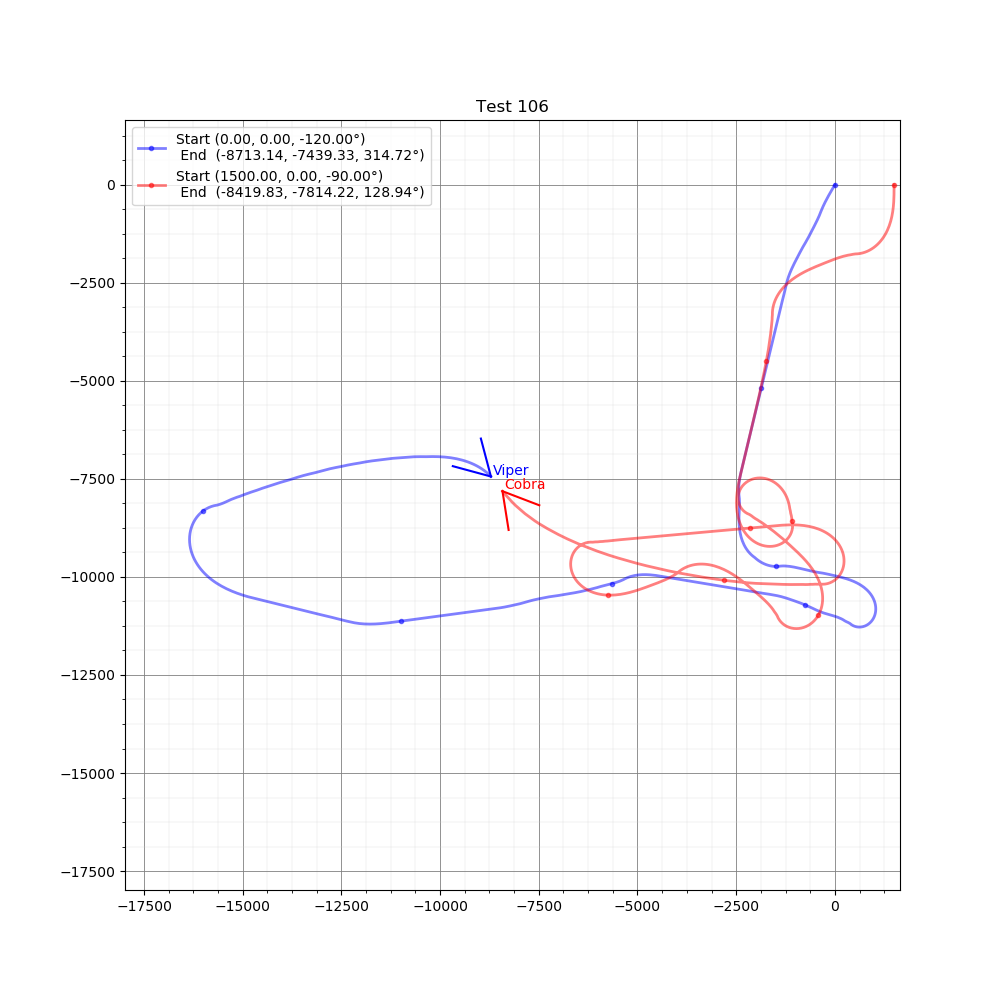 Test 106
Start (0.00, 0.00, -120.00°)
End (-8713.14, -7439.33, 314.72°)
Start (1500.00, 0.00, -90.00°)
End (-8419.83, -7814.22, 128.94°)
0
−2500
−5000
−7500
−10000
−12500
−15000
−17500
Viper
Cobra
−17500 −15000 −12500 −10000 −7500 −5000 −2500 0